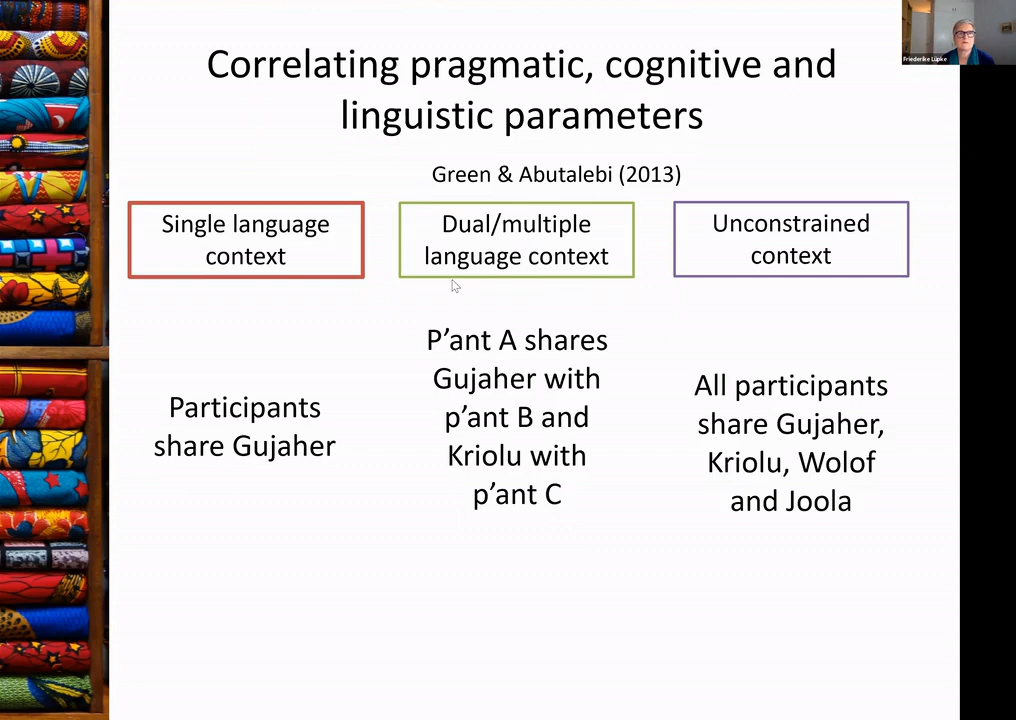 Correlating pragmatic, cognitive and
linguistic parameters
Green & Abutalebi (2013)
Single language
context
Dual/multiple
language context
Unconstrained
context
Participants
share Gujaher
P’ant A shares
Gujaher with
p’ant B and
Kriolu with
p’ant C
All participants
share Gujaher,
Kriolu, Wolof
and Joola
Friederike Lüpke